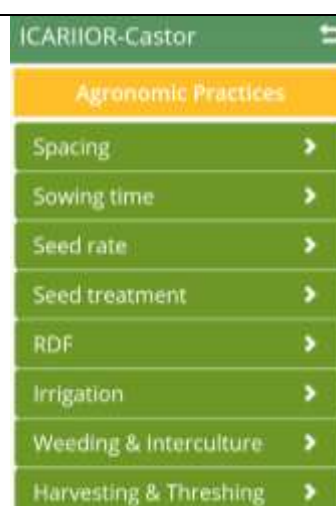 ICARIIOR-Castor
Agronomic Practices
Spacing
Sowing time
Seed rate
Seed treatment
RDF
Irrigation
Weeding & Interculture
Harvesting & Threshing